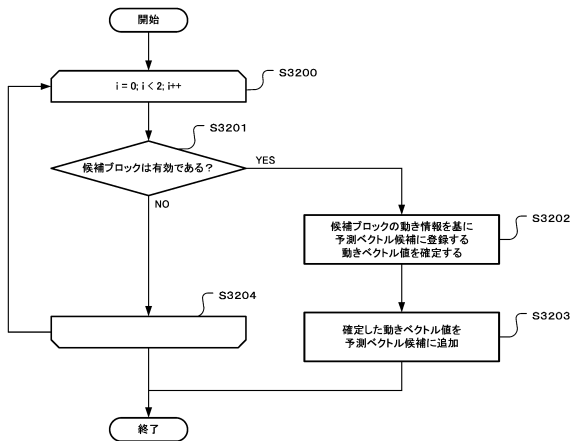 開始
i = 0; i < 2; i++
S3200
S3201
候補ブロックは有効である？
YES
NO
候補ブロックの動き情報を基に
予測ベクトル候補に登録する
動きベクトル値を確定する
S3202
S3204
確定した動きベクトル値を
予測ベクトル候補に追加
S3203
終了